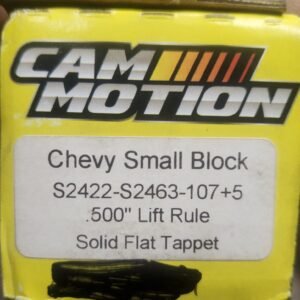 CAM
MOTION
Chevy Small Block
S2422-S2463-107+5
.500" Lift Rule
Solid Flat Tappet